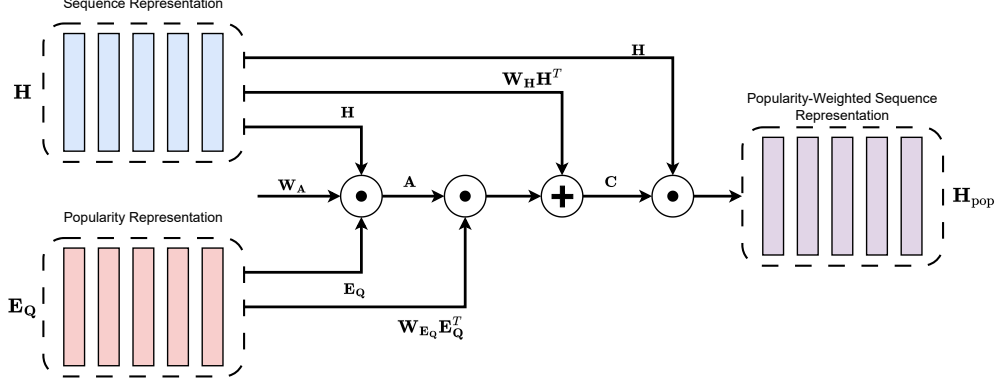 Sequence Representation
H
H
W_H H^T
H
W_A
A
C
Popularity-Weighted Sequence
Representation
H_pop
Popularity Representation
E_Q
E_Q
W_{E_Q} E_Q^T